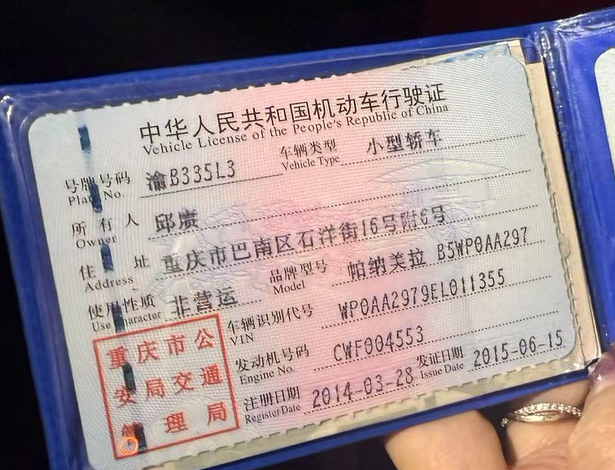 中华人民共和国机动车行驶证
Vehicle License of the People's Republic of China
号牌号码 渝B335L3 车辆类型 小型轿车
Plate No. Vehicle Type
所有人 邱赓
Owner
住址 重庆市巴南区石洋街16号附6号
Address
使用性质 非营运 品牌型号 帕纳美拉 B5WP0AA297
Use Character Model
车辆识别代号 WP0AA2979EL011355
VIN
发动机号码 CWF004553
Engine No.
注册日期 2014-03-28 发证日期 2015-06-15
Register Date Issue Date
重庆市公
安局交通
管理局